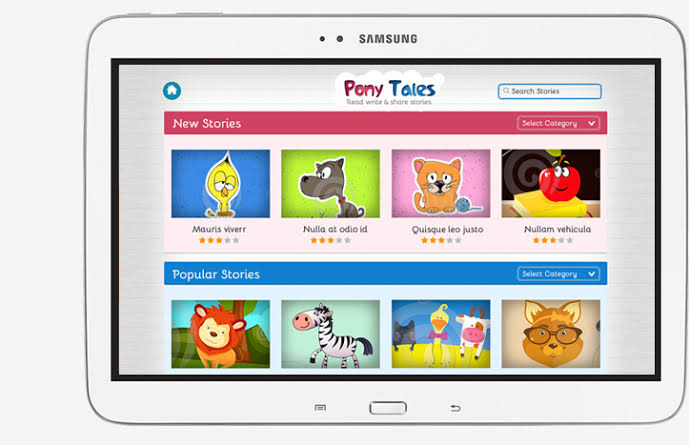 SAMSUNG
Pony Tales
Read write & share stories
Search Stories
New Stories
Select Category
Mauris viverr
Nulla at odio id
Quisque leo justo
Nullam vehicula
Popular Stories
Select Category